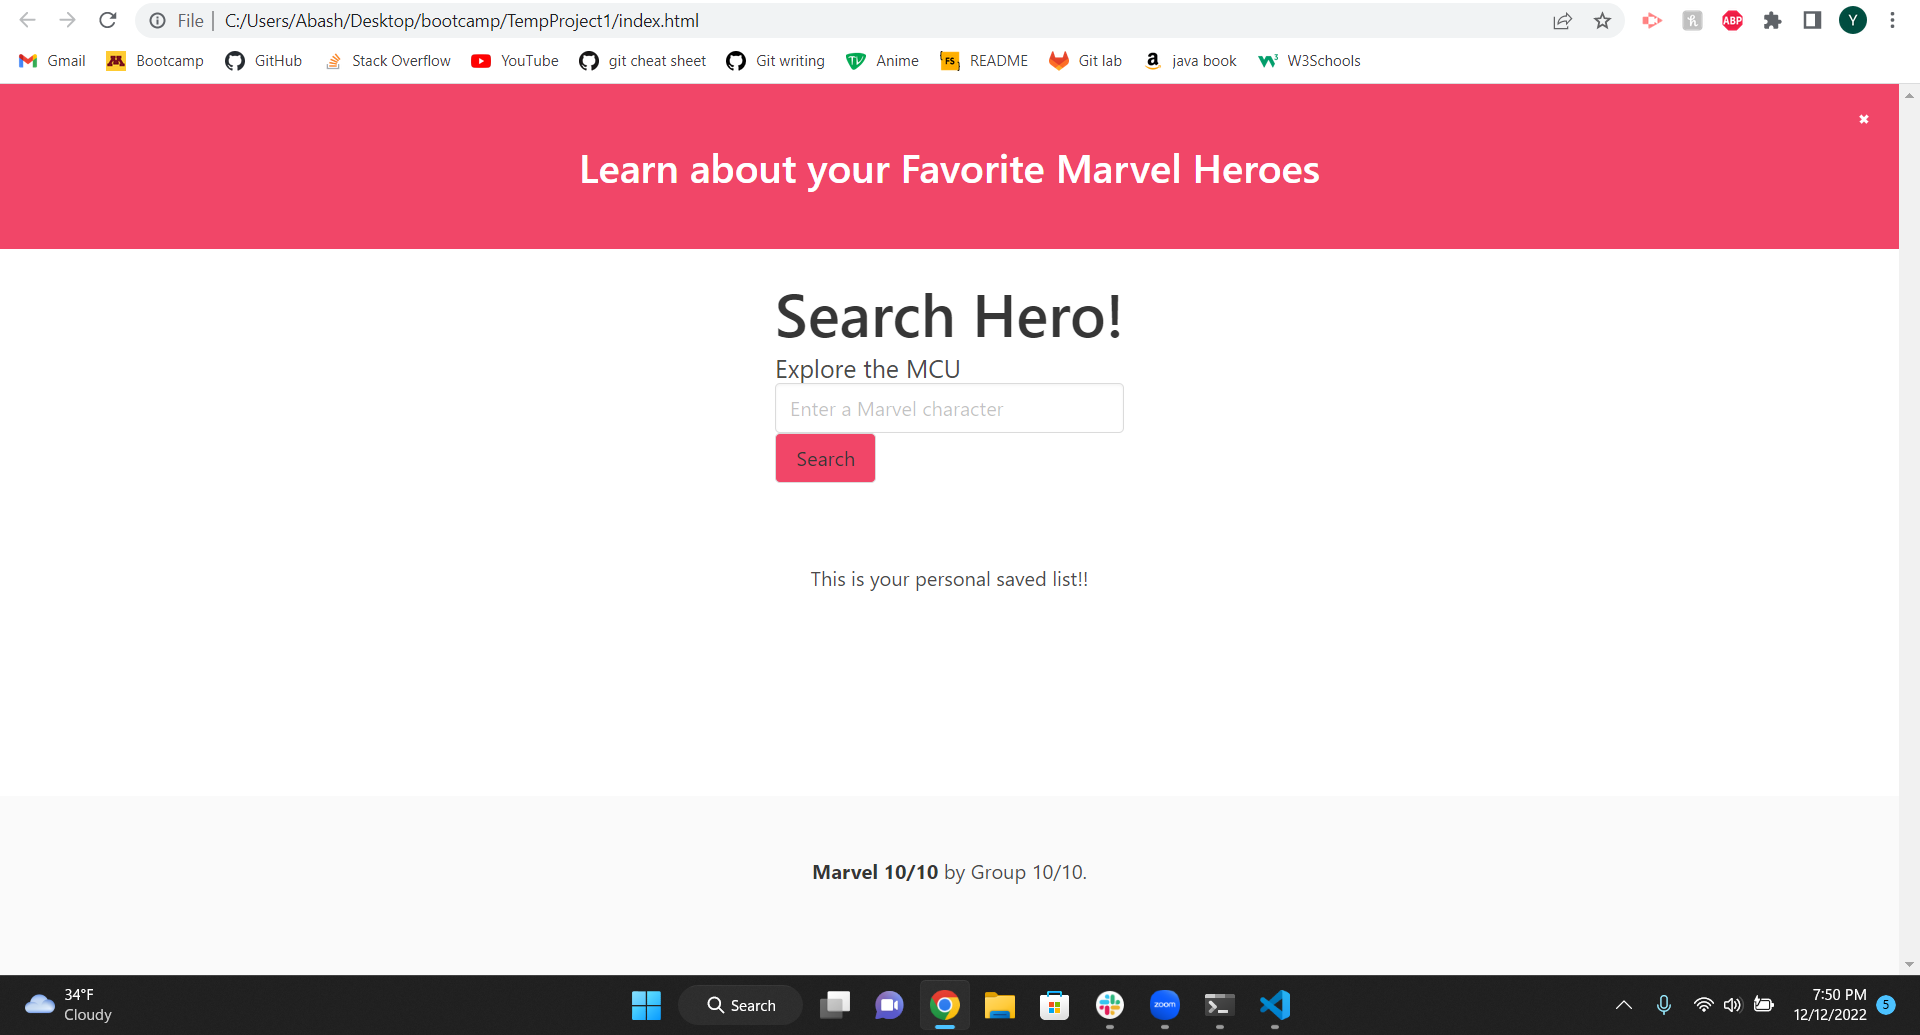 File | C:/Users/Abash/Desktop/bootcamp/TempProject1/index.html
ABP
Y
Gmail Bootcamp GitHub Stack Overflow YouTube git cheat sheet Git writing Anime README Git lab java book W3Schools
Learn about your Favorite Marvel Heroes
Search Hero!
Explore the MCU
Enter a Marvel character
Search
This is your personal saved list!!
Marvel 10/10 by Group 10/10.
34°F
Cloudy
Search
zoom
7:50 PM
12/12/2022
5